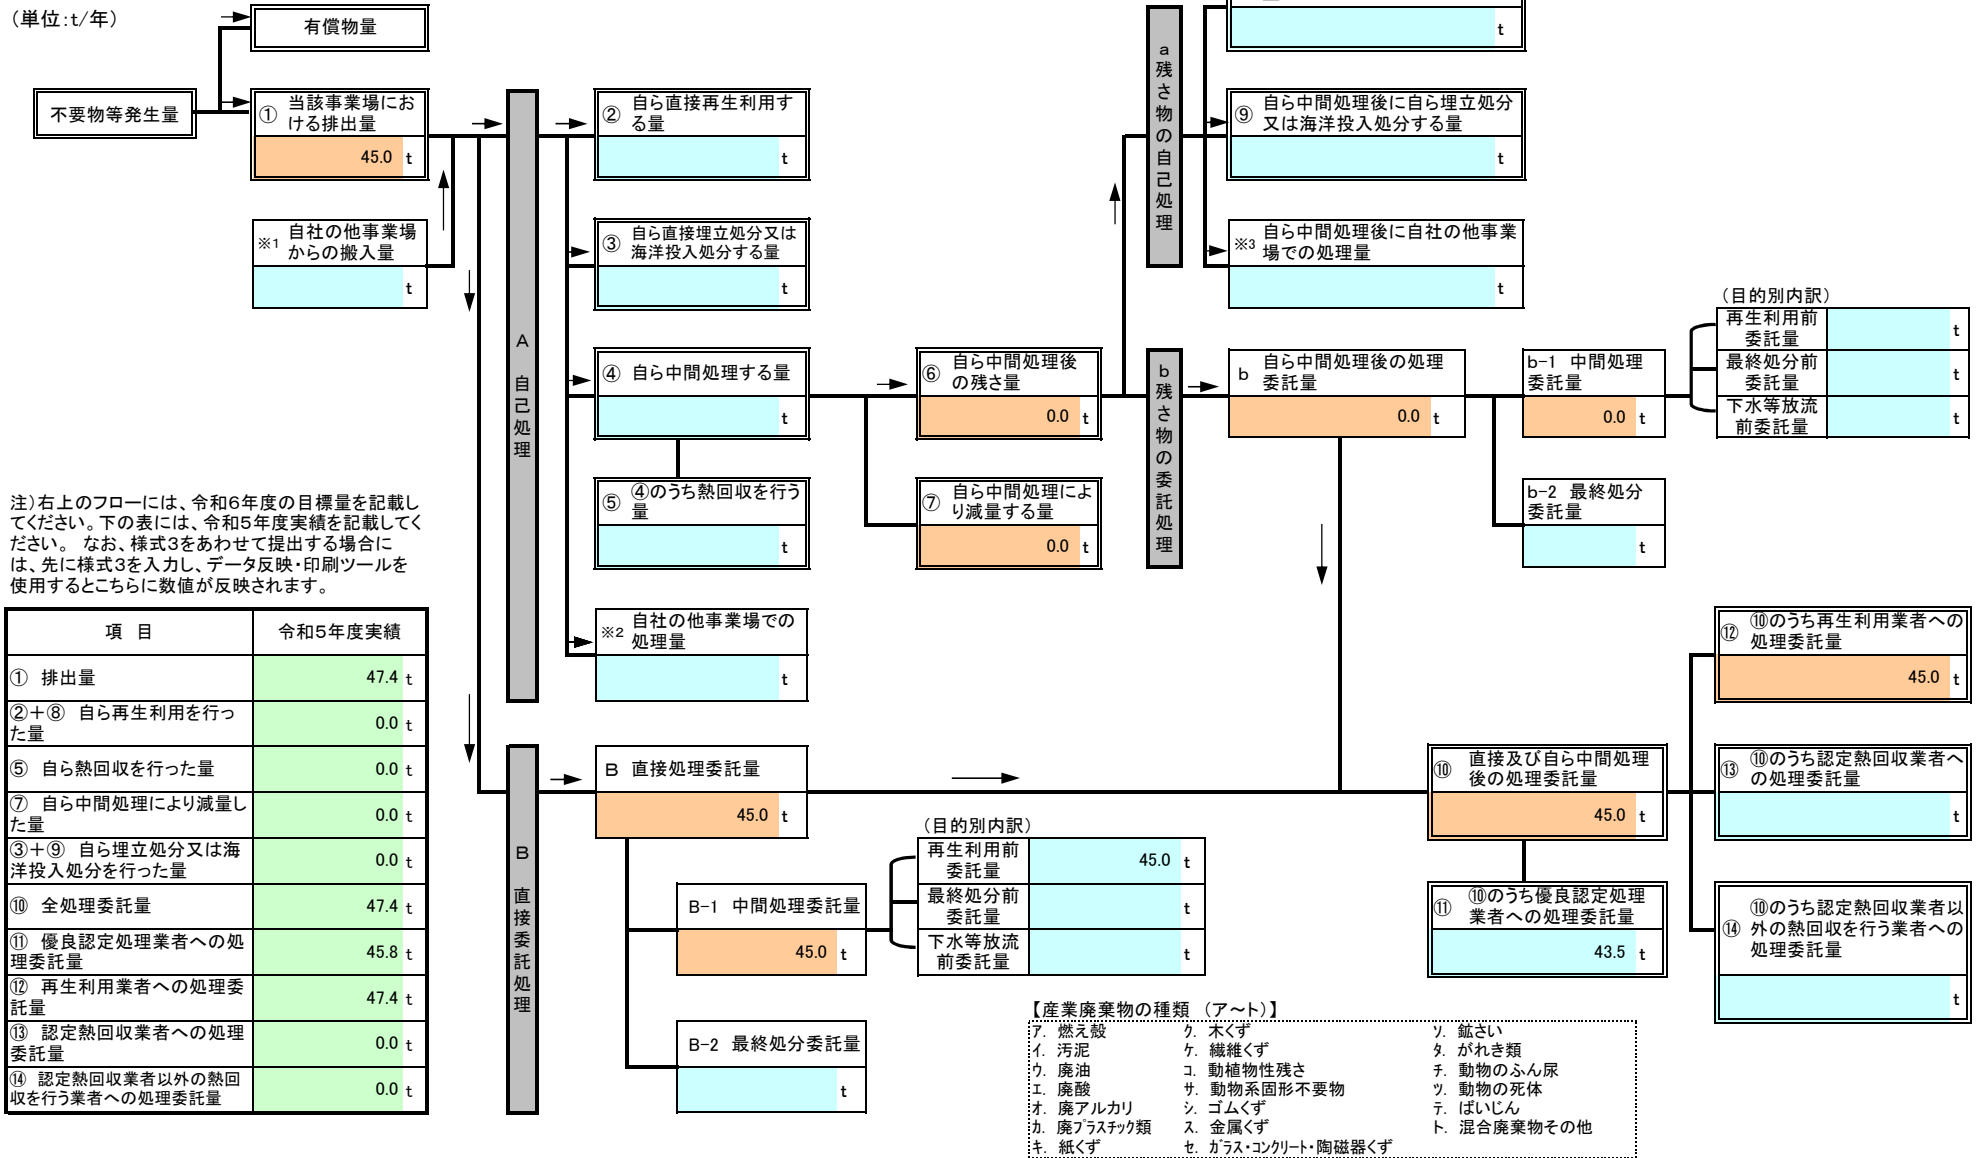 （単位:t/年）
有償物量
不要物等発生量
① 当該事業場にお
ける排出量
45.0 t
※1 自社の他事業場
からの搬入量
t
A 自己処理
② 自ら直接再生利用す
る量
t
③ 自ら直接埋立処分又は
海洋投入処分する量
t
④ 自ら中間処理する量
t
⑤ ④のうち熱回収を行う
量
t
※2 自社の他事業場での
処理量
t
⑥ 自ら中間処理後
の残さ量
0.0 t
⑦ 自ら中間処理によ
り減量する量
0.0 t
a 残さ物の自己処理
t
⑨ 自ら中間処理後に自ら埋立処分
又は海洋投入処分する量
t
※3 自ら中間処理後に自社の他事業
場での処理量
t
b 残さ物の委託処理
b 自ら中間処理後の処理
委託量
0.0 t
b-1 中間処理
委託量
0.0 t
（目的別内訳）
再生利用前
委託量
t
最終処分前
委託量
t
下水等放流
前委託量
t
b-2 最終処分
委託量
t
注）右上のフローには、令和6年度の目標量を記載し
てください。下の表には、令和5年度実績を記載してく
ださい。 なお、様式3をあわせて提出する場合に
は、先に様式3を入力し、データ反映・印刷ツールを
使用するとこちらに数値が反映されます。
項 目 令和5年度実績
① 排出量 47.4 t
②＋⑧ 自ら再生利用を行っ
た量 0.0 t
⑤ 自ら熱回収を行った量 0.0 t
⑦ 自ら中間処理により減量し
た量 0.0 t
③＋⑨ 自ら埋立処分又は海
洋投入処分を行った量 0.0 t
⑩ 全処理委託量 47.4 t
⑪ 優良認定処理業者への処
理委託量 45.8 t
⑫ 再生利用業者への処理委
託量 47.4 t
⑬ 認定熱回収業者への処理
委託量 0.0 t
⑭ 認定熱回収業者以外の熱回
収を行う業者への処理委託量 0.0 t
B 直接委託処理
B 直接処理委託量
45.0 t
B-1 中間処理委託量
45.0 t
（目的別内訳）
再生利用前
委託量
45.0 t
最終処分前
委託量
t
下水等放流
前委託量
t
B-2 最終処分委託量
t
⑩ 直接及び自ら中間処理
後の処理委託量
45.0 t
⑪ ⑩のうち優良認定処理
業者への処理委託量
43.5 t
⑫ ⑩のうち再生利用業者への
処理委託量
45.0 t
⑬ ⑩のうち認定熱回収業者へ
の処理委託量
t
⑭ ⑩のうち認定熱回収業者以
外の熱回収を行う業者への
処理委託量
t
【産業廃棄物の種類 （ア～ト）】
ア. 燃え殻 ク. 木くず ソ. 鉱さい
イ. 汚泥 ケ. 繊維くず タ. がれき類
ウ. 廃油 コ. 動植物性残さ チ. 動物のふん尿
エ. 廃酸 サ. 動物系固形不要物 ツ. 動物の死体
オ. 廃アルカリ シ. ゴムくず テ. ばいじん
カ. 廃プラスチック類 ス. 金属くず ト. 混合廃棄物その他
キ. 紙くず セ. ガラス・コンクリート・陶磁器くず